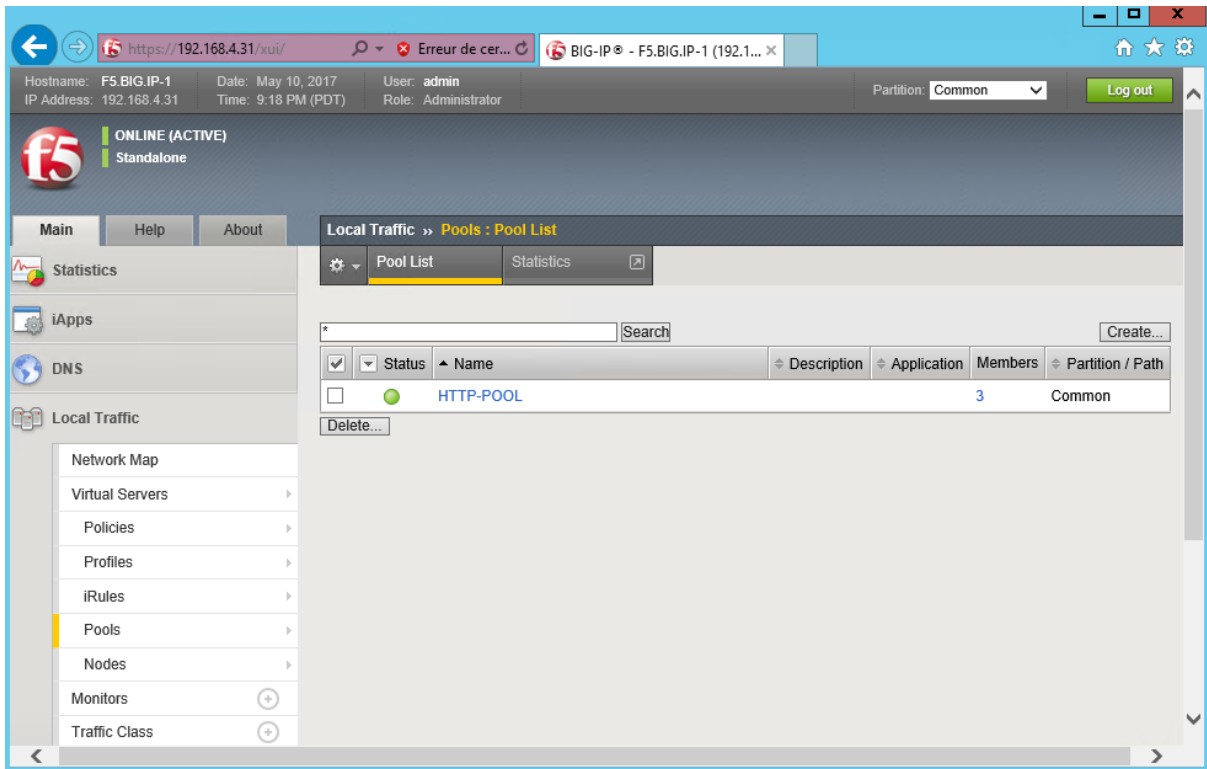 https://192.168.4.31/xui/ Erreur de cer... BIG-IP® - F5.BIG.IP-1 (192.1...
Hostname: F5.BIG.IP-1 Date: May 10, 2017 User: admin
IP Address: 192.168.4.31 Time: 9:18 PM (PDT) Role: Administrator
Partition: Common Log out
f5
ONLINE (ACTIVE)
Standalone
Main Help About
Local Traffic » Pools : Pool List
Pool List Statistics
Statistics
iApps
DNS
Local Traffic
Network Map
Virtual Servers
Policies
Profiles
iRules
Pools
Nodes
Monitors
Traffic Class
* Search Create...
Status Name Description Application Members Partition / Path
HTTP-POOL 3 Common
Delete...